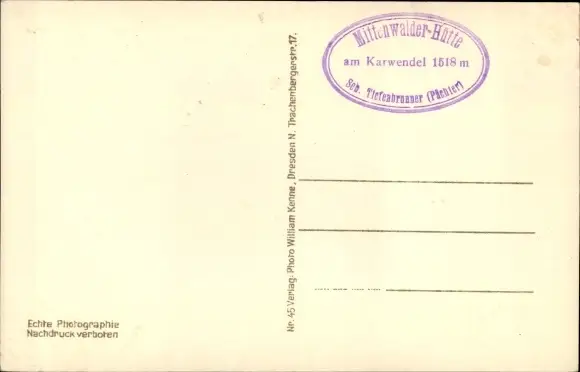 Mittenwalder-Hütte
am Karwendel 1518 m
Seb. Tiefenbrunner (Pächter)
Nr. 45 Verlag: Photo William Kenne, Dresden N. Trachenbergerstr. 17.
Echte Photographie
Nachdruck verboten